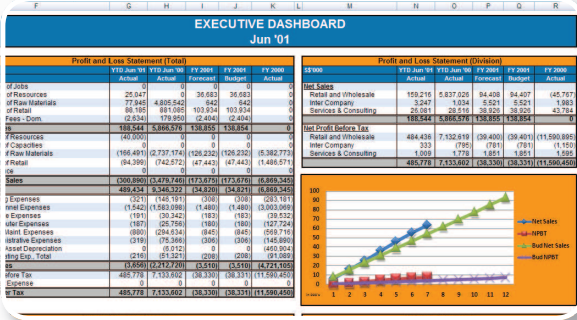 F G H I J K L M N O P Q R
EXECUTIVE DASHBOARD
Jun '01
Profit and Loss Statement (Total)
YTD Jun '01 YTD Jun '00 FY 2001 FY 2001 FY 2000
Actual Actual Forecast Budget Actual
of Jobs 0 0 0 0 0
of Resources 25,047 0 36,683 36,683 0
of Raw Materials 77,945 4,805,542 642 642 0
of Retail 88,185 881,085 103,934 103,934 0
Fees - Dom. (2,634) 179,950 (2,404) (2,404) 0
es 188,544 5,866,576 138,855 138,854 0
f Resources (40,000) 0 0 0 0
of Capacities 0 0 0 0 0
f Raw Materials (166,491) (2,737,174) (126,232) (126,232) (5,382,773)
f Retail (94,399) (742,572) (47,443) (47,443) (1,486,571)
ice 0 0 0 0 0
Sales (300,890) (3,479,746) (173,675) (173,676) (6,869,345)
489,434 9,346,322 (34,820) (34,821) (6,869,345)
g Expenses (321) (146,191) (308) (308) (283,181)
nnel Expenses (1,542) (1,583,098) (1,480) (1,480) (3,003,069)
e Expenses (191) (30,342) (183) (183) (39,532)
uter Expenses (187) (25,756) (180) (180) (127,724)
Maint. Expenses (880) (294,634) (845) (845) (569,716)
istrative Expenses (319) (75,366) (306) (306) (145,890)
Asset Depreciation 0 (6,012) 0 0 (460,904)
ating Exp., Total (216) (51,321) (208) (208) (91,089)
es (3,656) (2,212,720) (3,510) (3,510) (4,721,105)
efore Tax 485,778 7,133,602 (38,330) (38,331) (11,590,450)
Expense 0 0 0 0 0
er Tax 485,778 7,133,602 (38,330) (38,331) (11,590,450)
Profit and Loss Statement (Division)
S$'000 YTD Jun '01 YTD Jun '00 FY 2001 FY 2001 FY 2000
Actual Actual Forecast Budget Actual
Net Sales
Retail and Wholesale 159,216 5,837,026 94,408 94,407 (45,767)
Inter Company 3,247 1,034 5,521 5,521 1,983
Services & Consulting 26,081 28,516 38,926 38,926 43,784
188,544 5,866,576 138,855 138,854 0
Net Profit Before Tax
Retail and Wholesale 484,436 7,132,619 (39,400) (39,401) (11,590,895)
Inter Company 333 (795) (781) (781) (1,150)
Services & Consulting 1,009 1,778 1,851 1,851 1,595
485,778 7,133,602 (38,330) (38,331) (11,590,450)
100
90
80
70
60
50
40
30
20
10
0
1 2 3 4 5 6 7 8 9 10 11 12
Net Sales
NPBT
Bud Net Sales
Bud NPBT